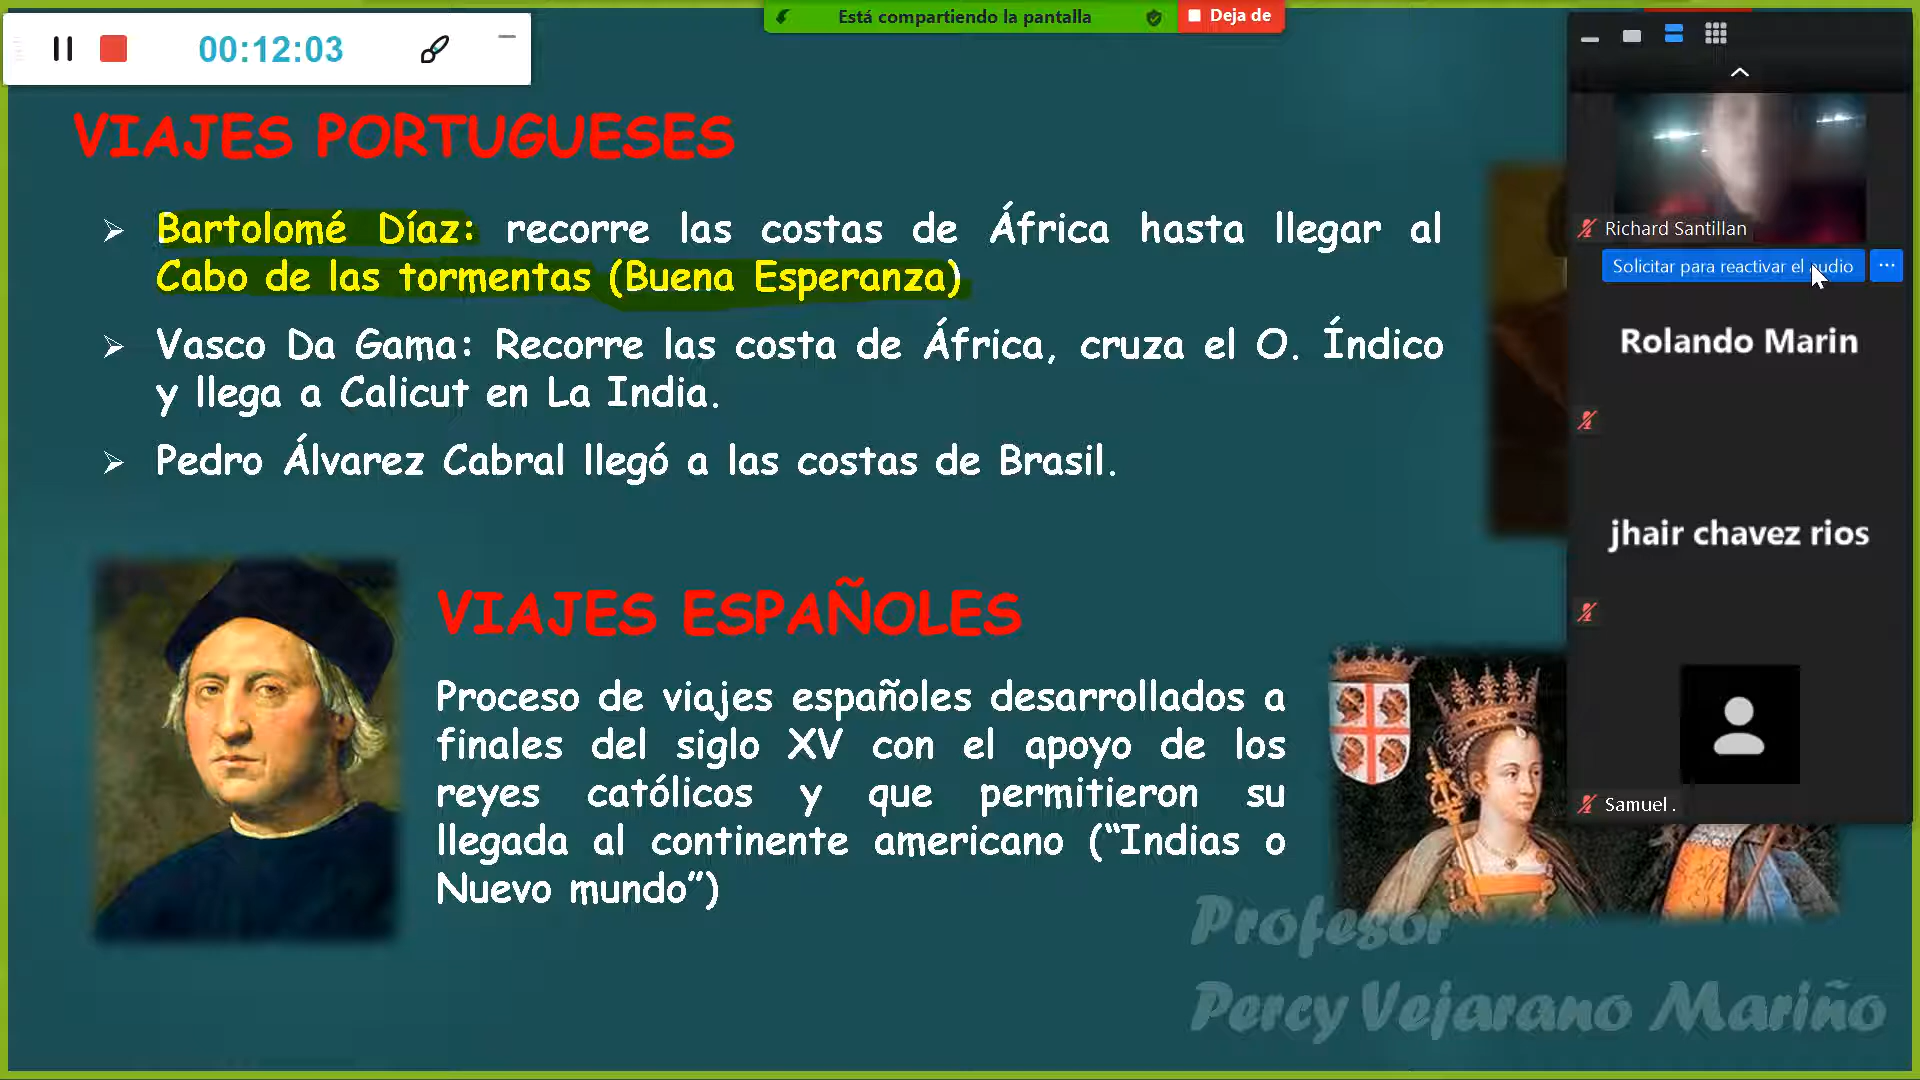 Está compartiendo la pantalla
Deja de
00:12:03
VIAJES PORTUGUESES
Bartolomé Díaz: recorre las costas de África hasta llegar al
Cabo de las tormentas (Buena Esperanza)
Vasco Da Gama: Recorre las costa de África, cruza el O. Índico
y llega a Calicut en La India.
Pedro Álvarez Cabral llegó a las costas de Brasil.
VIAJES ESPAÑOLES
Proceso de viajes españoles desarrollados a
finales del siglo XV con el apoyo de los
reyes católicos y que permitieron su
llegada al continente americano (“Indias o
Nuevo mundo”)
Profesor
Percy Vejarano Mariño
Richard Santillan
Solicitar para reactivar el audio
...
Rolando Marin
jhair chavez rios
Samuel .